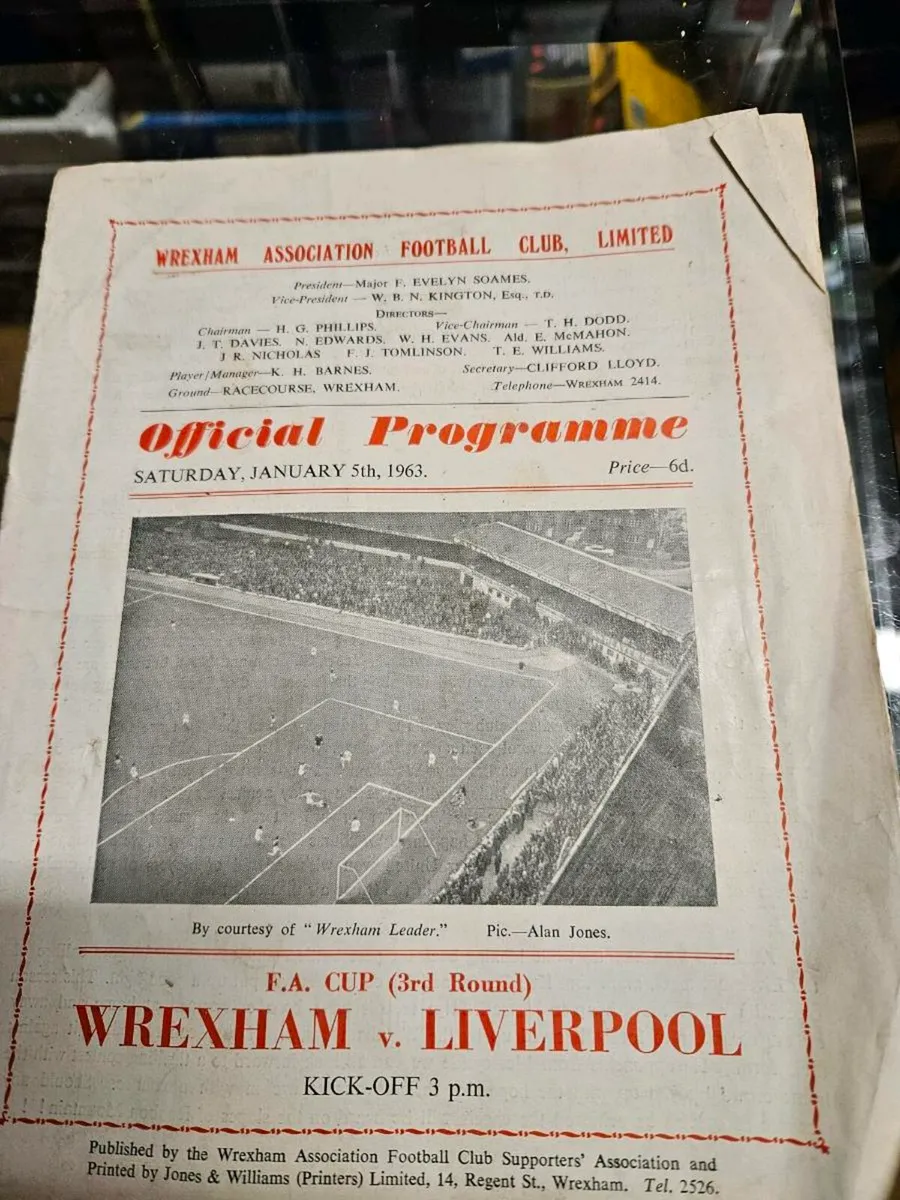 WREXHAM ASSOCIATION FOOTBALL CLUB, LIMITED
President—Major F. EVELYN SOAMES.
Vice-President — W. B. N. KINGTON, Esq., T.D.
DIRECTORS—
Chairman — H. G. PHILLIPS. Vice-Chairman — T. H. DODD.
J. T. DAVIES. N. EDWARDS. W. H. EVANS. Ald. E. McMAHON.
J R. NICHOLAS F. J. TOMLINSON. T. E. WILLIAMS.
Player/Manager—K. H. BARNES. Secretary—CLIFFORD LLOYD.
Ground—RACECOURSE, WREXHAM. Telephone—WREXHAM 2414.
Official Programme
SATURDAY, JANUARY 5th, 1963. Price—6d.
By courtesy of "Wrexham Leader." Pic.—Alan Jones.
F.A. CUP (3rd Round)
WREXHAM v. LIVERPOOL
KICK-OFF 3 p.m.
Published by the Wrexham Association Football Club Supporters' Association and
Printed by Jones & Williams (Printers) Limited, 14, Regent St., Wrexham. Tel. 2526.